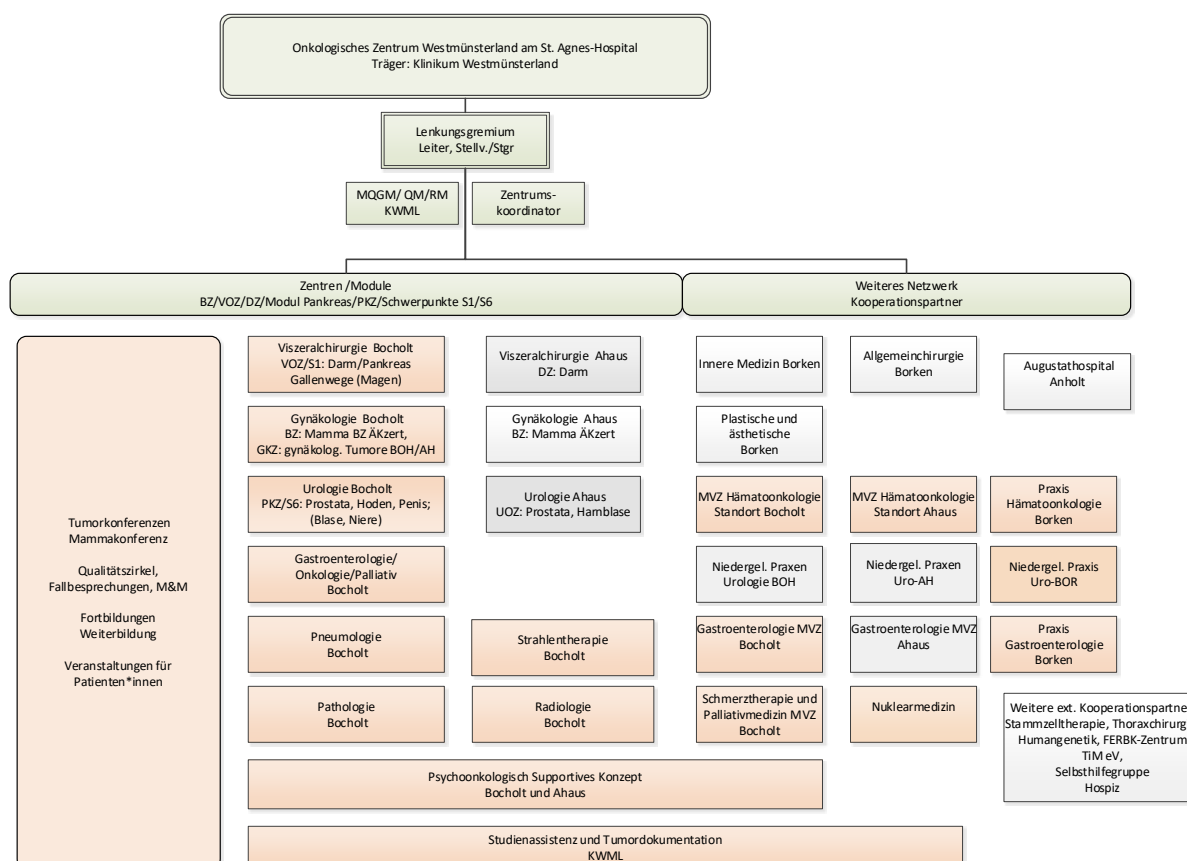 Onkologisches Zentrum Westmünsterland am St. Agnes-Hospital
Träger: Klinikum Westmünsterland
Lenkungsgremium
Leiter, Stellv./Stgr
MQGM/ QM/RM
KWML
Zentrums-
koordinator
Zentren /Module
BZ/VOZ/DZ/Modul Pankreas/PKZ/Schwerpunkte S1/S6
Weiteres Netzwerk
Kooperationspartner
Tumorkonferenzen
Mammakonferenz
Qualitätszirkel,
Fallbesprechungen, M&M
Fortbildungen
Weiterbildung
Veranstaltungen für
Patienten*innen
Viszeralchirurgie Bocholt
VOZ/S1: Darm/Pankreas
Gallenwege (Magen)
Viszeralchirurgie Ahaus
DZ: Darm
Innere Medizin Borken
Allgemeinchirurgie
Borken
Augustahospital
Anholt
Gynäkologie Bocholt
BZ: Mamma BZ ÄKzert,
GKZ: gynäkolog. Tumore BOH/AH
Gynäkologie Ahaus
BZ: Mamma ÄKzert
Plastische und
ästhetische
Borken
Urologie Bocholt
PKZ/S6: Prostata, Hoden, Penis;
(Blase, Niere)
Urologie Ahaus
UOZ: Prostata, Harnblase
MVZ Hämatoonkologie
Standort Bocholt
MVZ Hämatoonkologie
Standort Ahaus
Praxis
Hämatoonkologie
Borken
Gastroenterologie/
Onkologie/Palliativ
Bocholt
Niedergel. Praxen
Urologie BOH
Niedergel. Praxen
Uro-AH
Niedergel. Praxis
Uro-BOR
Pneumologie
Bocholt
Strahlentherapie
Bocholt
Gastroenterologie MVZ
Bocholt
Gastroenterologie MVZ
Ahaus
Praxis
Gastroenterologie
Borken
Pathologie
Bocholt
Radiologie
Bocholt
Schmerztherapie und
Palliativmedizin MVZ
Bocholt
Nuklearmedizin
Weitere ext. Kooperationspartne
Stammzelltherapie, Thoraxchirurg
Humangenetik, FERBK-Zentrum
TiM eV,
Selbsthilfegruppe
Hospiz
Psychoonkologisch Supportives Konzept
Bocholt und Ahaus
Studienassistenz und Tumordokumentation
KWML